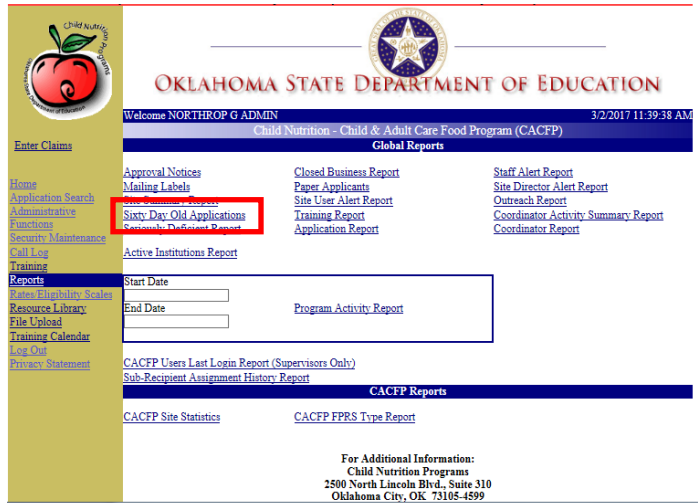 Child Nutrition Programs
Department of Education
OKLAHOMA STATE DEPARTMENT OF EDUCATION
Welcome NORTHROP G ADMIN 3/2/2017 11:39:38 AM
Child Nutrition - Child & Adult Care Food Program (CACFP)
Enter Claims
Global Reports
Approval Notices Closed Business Report Staff Alert Report
Home
Mailing Labels Paper Applicants Site Director Alert Report
Application Search
Site Summary Report Site User Alert Report Outreach Report
Administrative
Functions
Sixty Day Old Applications Training Report Coordinator Activity Summary Report
Seriously Deficient Report Application Report Coordinator Report
Security Maintenance
Call Log
Active Institutions Report
Training
Reports
Start Date
Rates/Eligibility Scales
Resource Library
End Date Program Activity Report
File Upload
Training Calendar
Log Out
Privacy Statement
CACFP Users Last Login Report (Supervisors Only)
Sub-Recipient Assignment History Report
CACFP Reports
CACFP Site Statistics CACFP FPRS Type Report
For Additional Information:
Child Nutrition Programs
2500 North Lincoln Blvd., Suite 310
Oklahoma City, OK 73105-4599